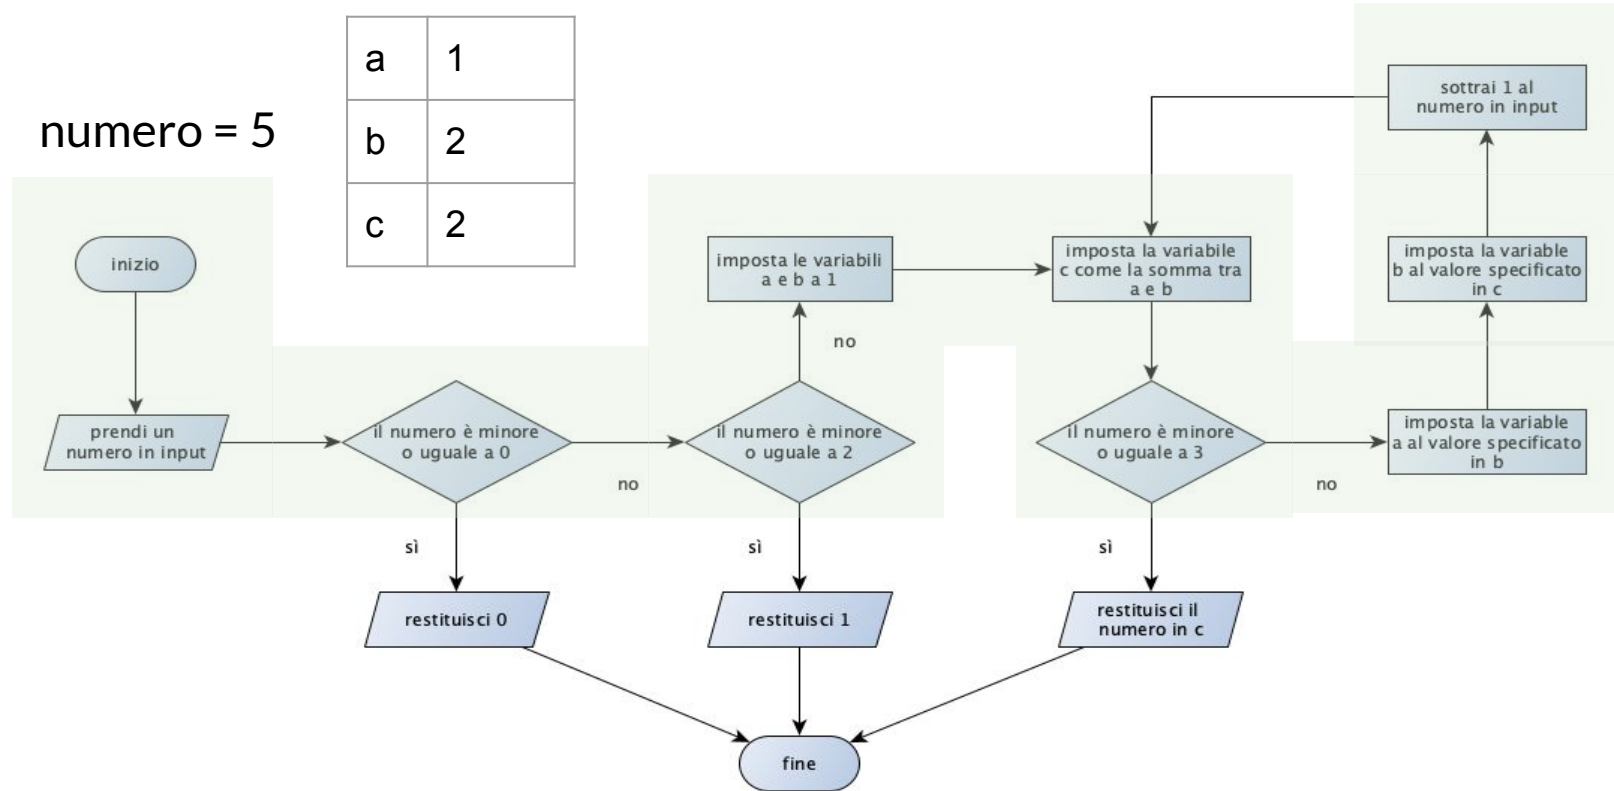 numero = 5
a 1
b 2
c 2
inizio
prendi un
numero in input
il numero è minore
o uguale a 0
no
sì
restituisci 0
il numero è minore
o uguale a 2
no
sì
restituisci 1
imposta le variabili
a e b a 1
imposta la variabile
c come la somma tra
a e b
il numero è minore
o uguale a 3
no
sì
restituisci il
numero in c
imposta la variable
a al valore specificato
in b
imposta la variable
b al valore specificato
in c
sottrai 1 al
numero in input
fine